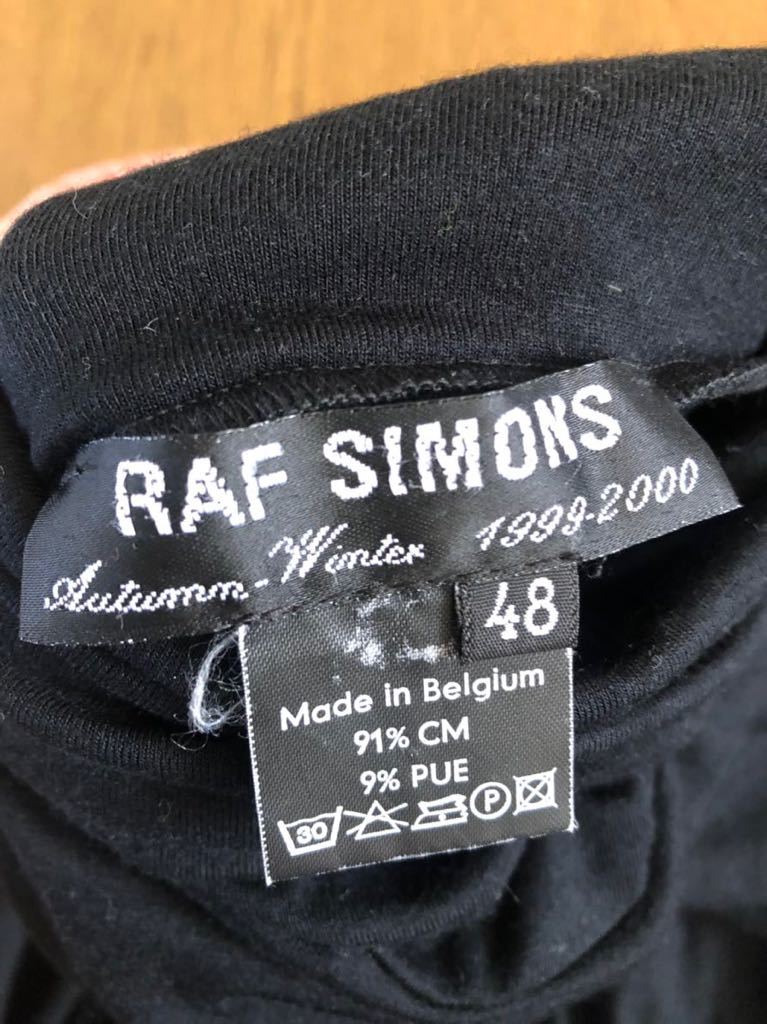 RAF SIMONS
Autumn-Winter 1999-2000
48
Made in Belgium
91% CM
9% PUE
30 P